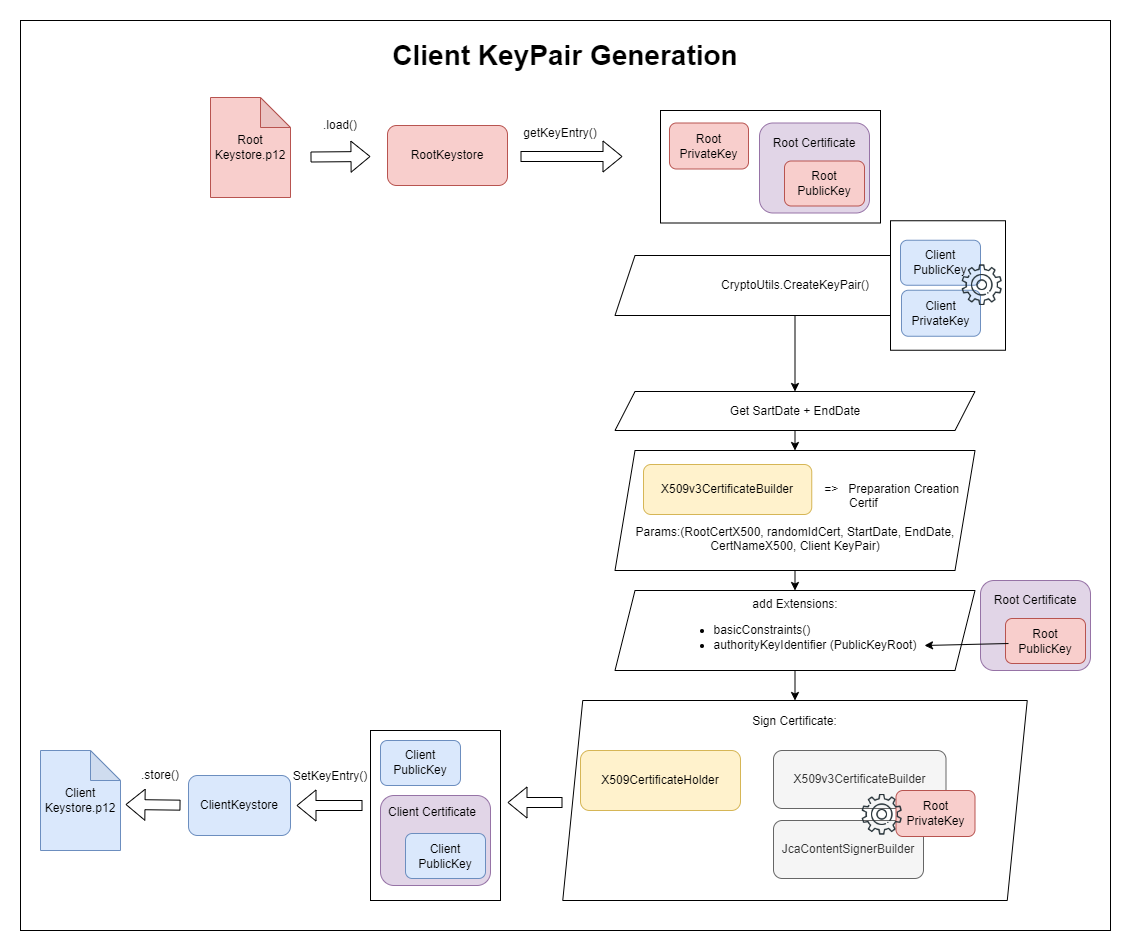 Client KeyPair Generation
Root
Keystore.p12
.load()
RootKeystore
getKeyEntry()
Root
PrivateKey
Root Certificate
Root
PublicKey
CryptoUtils.CreateKeyPair()
Client
PublicKey
Client
PrivateKey
Get SartDate + EndDate
X509v3CertificateBuilder
=> Preparation Creation
Certif
Params:(RootCertX500, randomIdCert, StartDate, EndDate,
CertNameX500, Client KeyPair)
add Extensions:
• basicConstraints()
• authorityKeyIdentifier (PublicKeyRoot)
Root Certificate
Root
PublicKey
Sign Certificate:
X509CertificateHolder
X509v3CertificateBuilder
Root
PrivateKey
JcaContentSignerBuilder
Client
PublicKey
Client Certificate
Client
PublicKey
SetKeyEntry()
ClientKeystore
.store()
Client
Keystore.p12